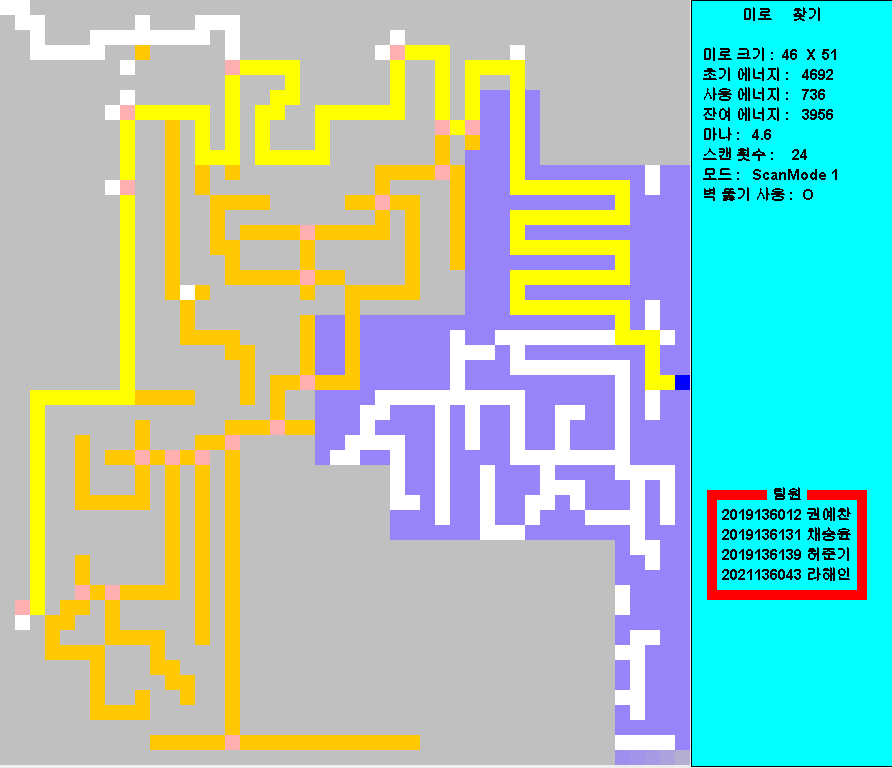 미로 찾기
미로 크기 : 46 X 51
초기 에너지 : 4692
사용 에너지 : 736
잔여 에너지 : 3956
마나 : 4.6
스캔 횟수 : 24
모드 : ScanMode 1
벽 뚫기 사용 : O
팀원
2019136012 권예찬
2019136131 채승윤
2019136139 허준기
2021136043 라해인